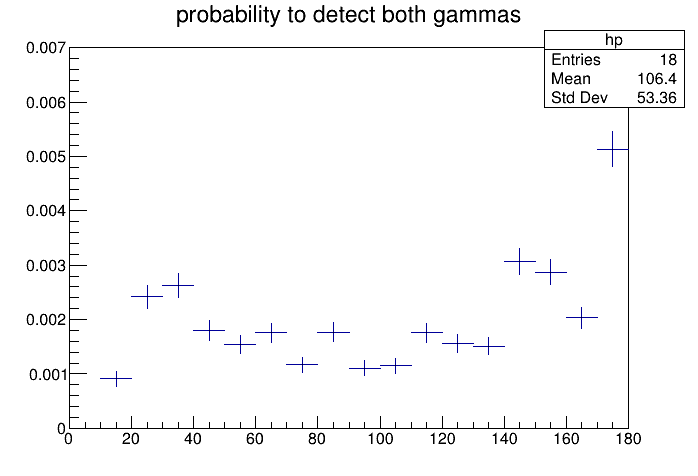 probability to detect both gammas
hp
Entries 18
Mean 106.4
Std Dev 53.36
0.007
0.006
0.005
0.004
0.003
0.002
0.001
0
0 20 40 60 80 100 120 140 160 180